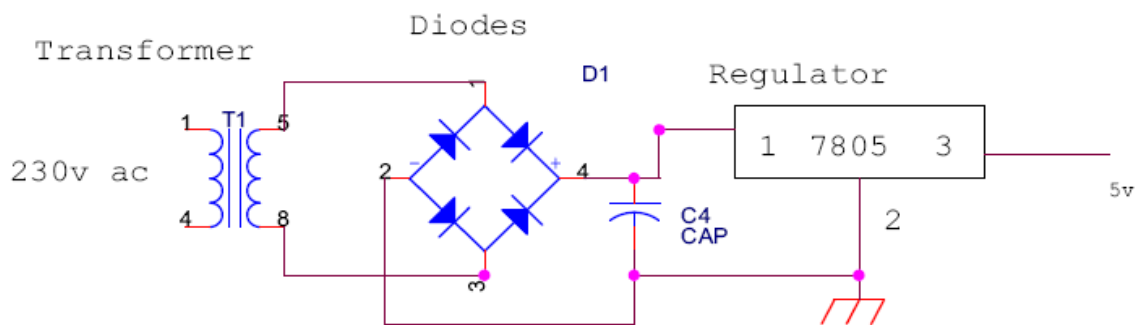 Diodes
Transformer
D1
Regulator
1
T1
5
1
230v ac
4
8
2
-
+
4
3
C4
CAP
1 7805 3
2
5v